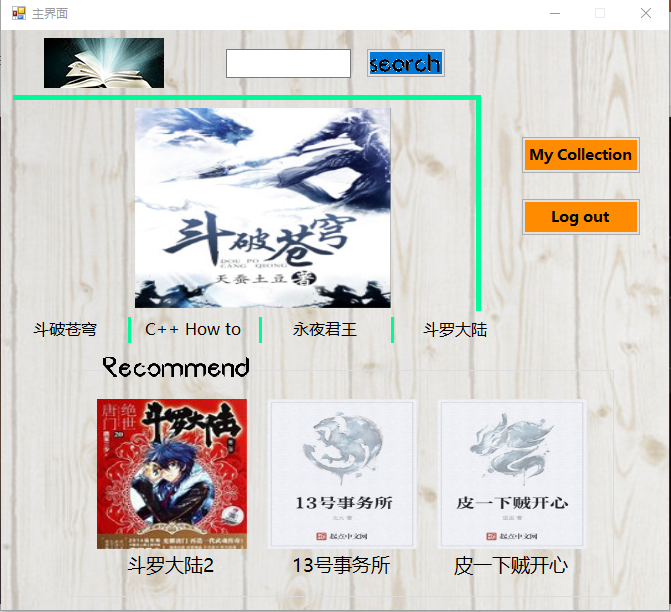 主界面
search
My Collection
Log out
斗破苍穹
DOU PO
CANG QIONG
天蚕土豆 著
斗破苍穹
C++ How to
永夜君王
斗罗大陆
Recommend
绝世
唐门
斗罗大陆
13号事务所
起点中文网
皮一下贼开心
起点中文网
斗罗大陆2
13号事务所
皮一下贼开心